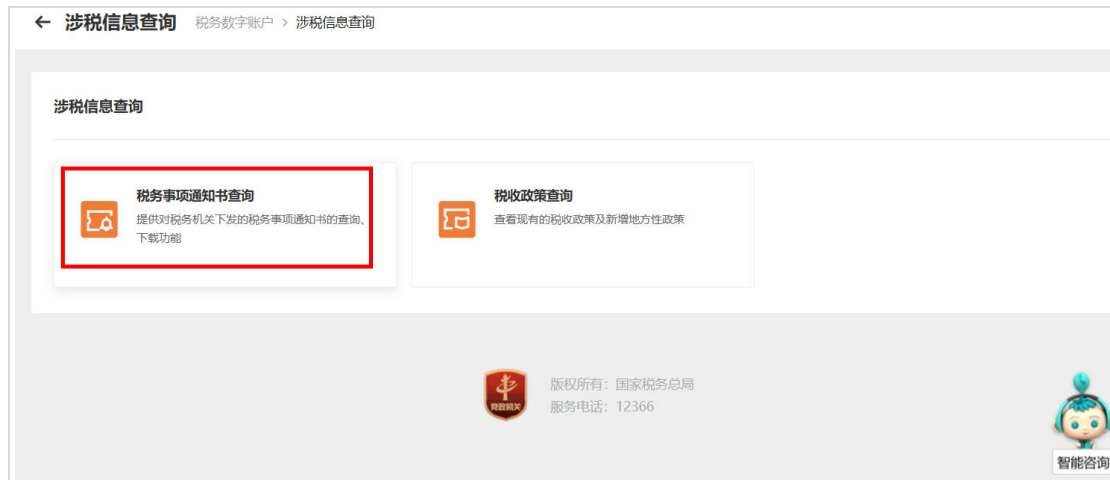 ← 涉税信息查询 税务数字账户 > 涉税信息查询
涉税信息查询
税务事项通知书查询
提供对税务机关下发的税务事项通知书的查询、
下载功能
税收政策查询
查看现有的税收政策及新增地方性政策
党政机关
版权所有：国家税务总局
服务电话：12366
智能咨询